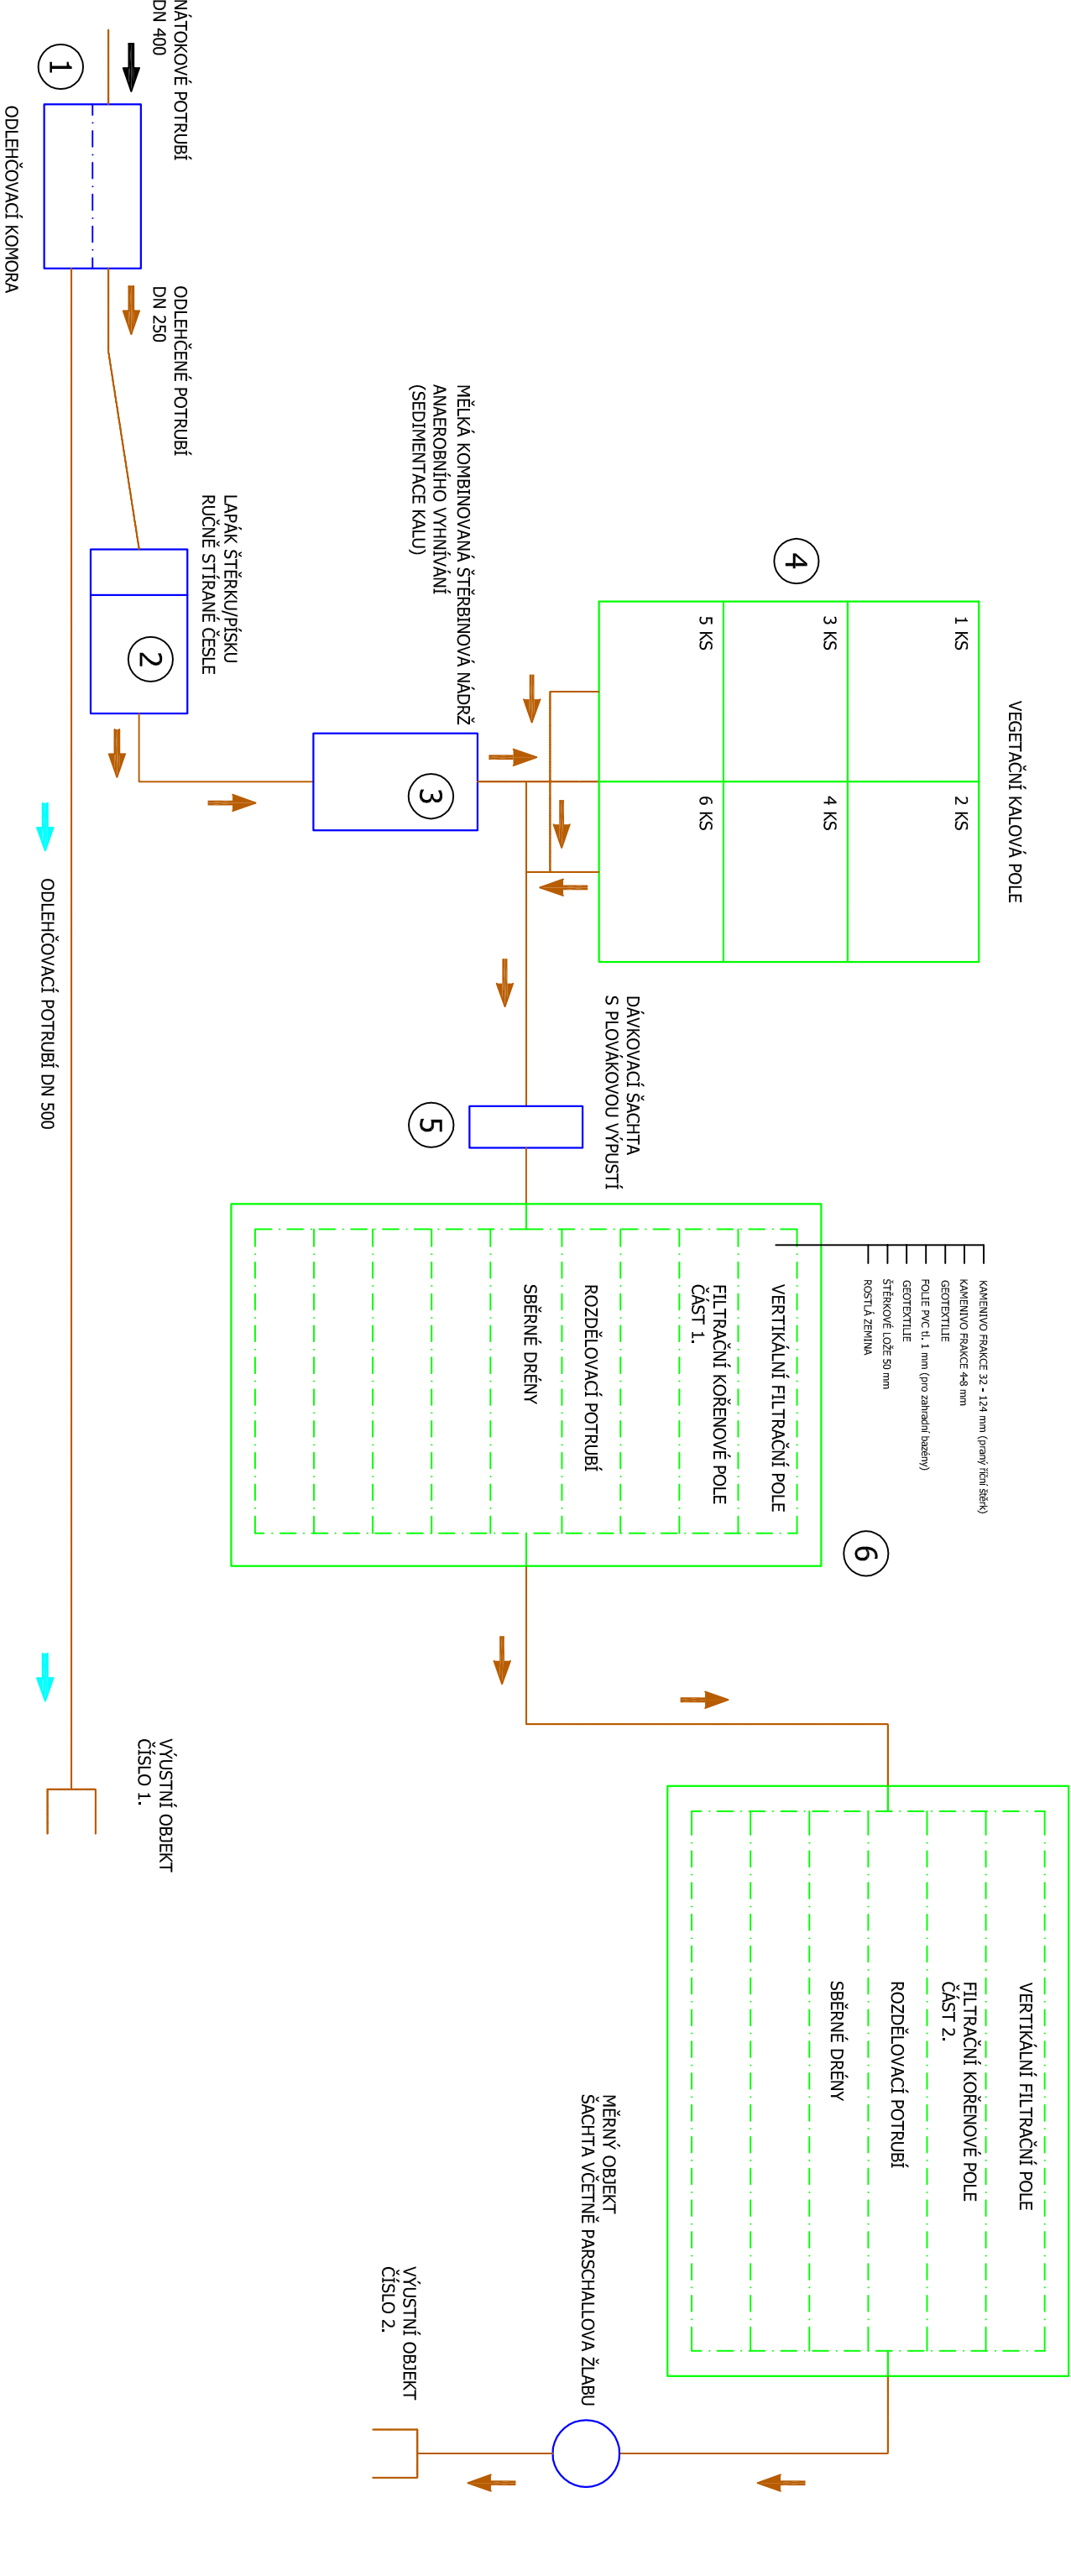 NÁTOKOVÉ POTRUBÍ
DN 400
1
ODLEHČOVACÍ KOMORA
ODLEHČENÉ POTRUBÍ
DN 250
LAPÁK ŠTĚRKU/PÍSKU
RUČNĚ STÍRANÉ ČESLE
2
MĚLKÁ KOMBINOVANÁ ŠTĚRBINOVÁ NÁDRŽ
ANAEROBNÍHO VYHNÍVÁNÍ
(SEDIMENTACE KALU)
3
4
VEGETAČNÍ KALOVÁ POLE
1 KS
2 KS
3 KS
4 KS
5 KS
6 KS
ODLEHČOVACÍ POTRUBÍ DN 500
DÁVKOVACÍ ŠACHTA
S PLOVÁKOVOU VÝPUSTÍ
5
KAMENIVO FRAKCE 32 - 124 mm (praný říční štěrk)
KAMENIVO FRAKCE 4-8 mm
GEOTEXTILIE
FOLIE PVC tl. 1 mm (pro zahradní bazény)
GEOTEXTILIE
ŠTĚRKOVÉ LOŽE 50 mm
ROSTLÁ ZEMINA
6
VERTIKÁLNÍ FILTRAČNÍ POLE
FILTRAČNÍ KOŘENOVÉ POLE
ČÁST 1.
ROZDĚLOVACÍ POTRUBÍ
SBĚRNÉ DRÉNY
VÝUSTNÍ OBJEKT
ČÍSLO 1.
VERTIKÁLNÍ FILTRAČNÍ POLE
FILTRAČNÍ KOŘENOVÉ POLE
ČÁST 2.
ROZDĚLOVACÍ POTRUBÍ
SBĚRNÉ DRÉNY
MĚRNÝ OBJEKT
ŠACHTA VČETNĚ PARSCHALLOVA ŽLABU
VÝUSTNÍ OBJEKT
ČÍSLO 2.